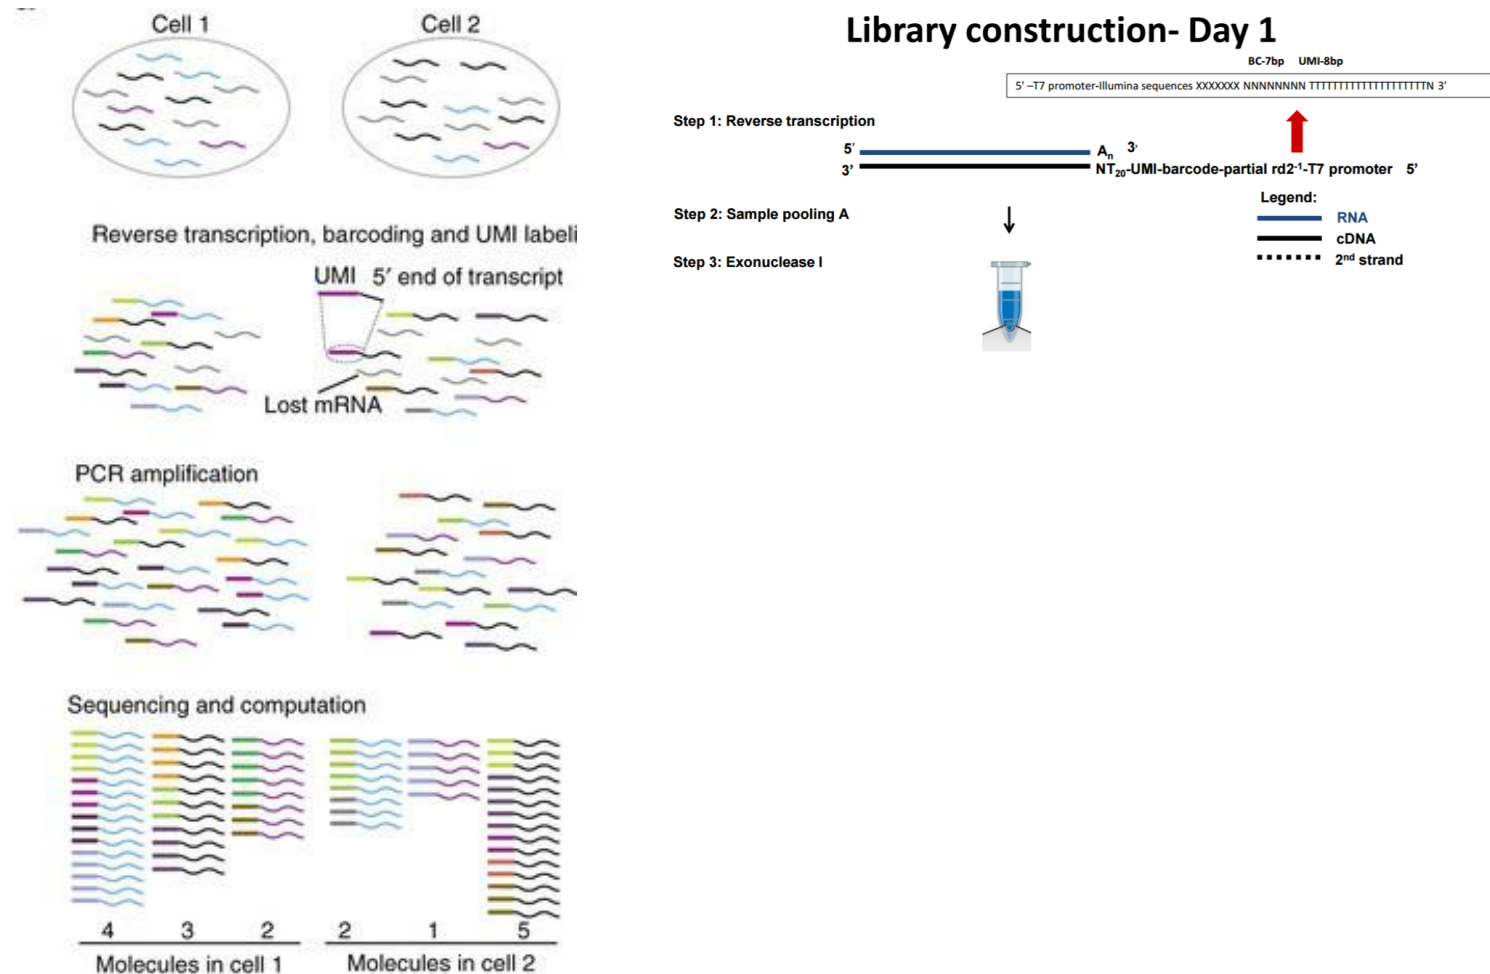 Cell 1
Cell 2
Reverse transcription, barcoding and UMI labeli
UMI
5′ end of transcript
Lost mRNA
PCR amplification
Sequencing and computation
4 3 2
2 1 5
Molecules in cell 1
Molecules in cell 2
Library construction- Day 1
BC-7bp UMI-8bp
5' –T7 promoter-Illumina sequences XXXXXXX NNNNNNNN TTTTTTTTTTTTTTTTTTTTN 3'
Step 1: Reverse transcription
5' Aₙ 3'
3' NT₂₀-UMI-barcode-partial rd2⁻¹-T7 promoter 5'
Legend:
RNA
cDNA
2ⁿᵈ strand
Step 2: Sample pooling A
Step 3: Exonuclease I